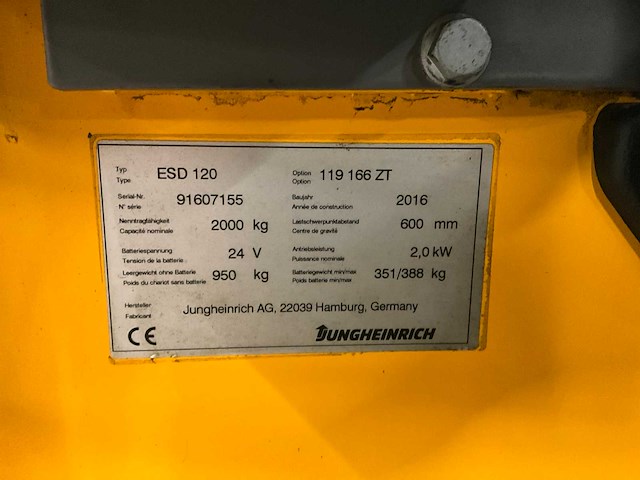 Typ
Type
ESD 120
Option
Option
119 166 ZT
Serial-Nr.
N° série
91607155
Baujahr
Année de construction
2016
Nenntragfähigkeit
Capacité nominale
2000 kg
Lastschwerpunktabstand
Centre de gravité
600 mm
Batteriespannung
Tension de la batterie
24 V
Antriebsleistung
Puissance nominale
2,0 kW
Leergewicht ohne Batterie
Poids du chariot sans batterie
950 kg
Batteriegewicht min/max
Poids batterie min/max
351/388 kg
Hersteller
Fabricant
Jungheinrich AG, 22039 Hamburg, Germany
CE
JUNGHEINRICH